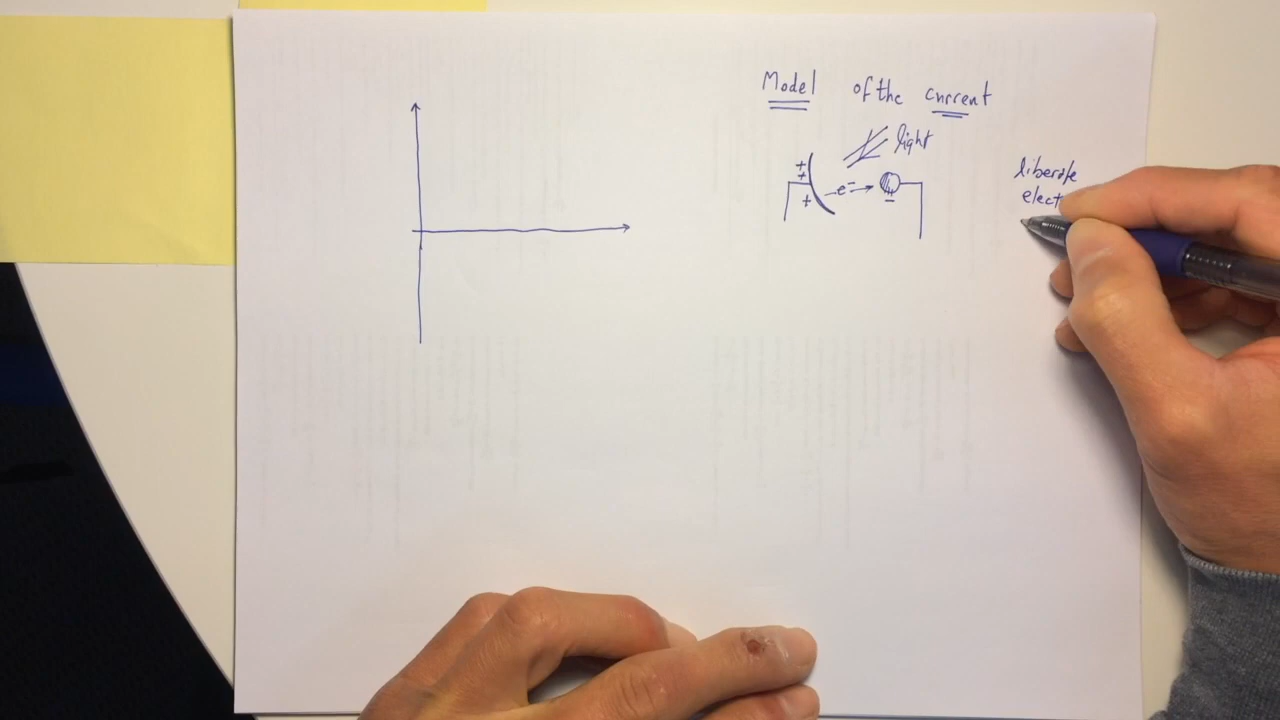 Model of the current
light
+
+
+
e⁻
−
liberate
elect